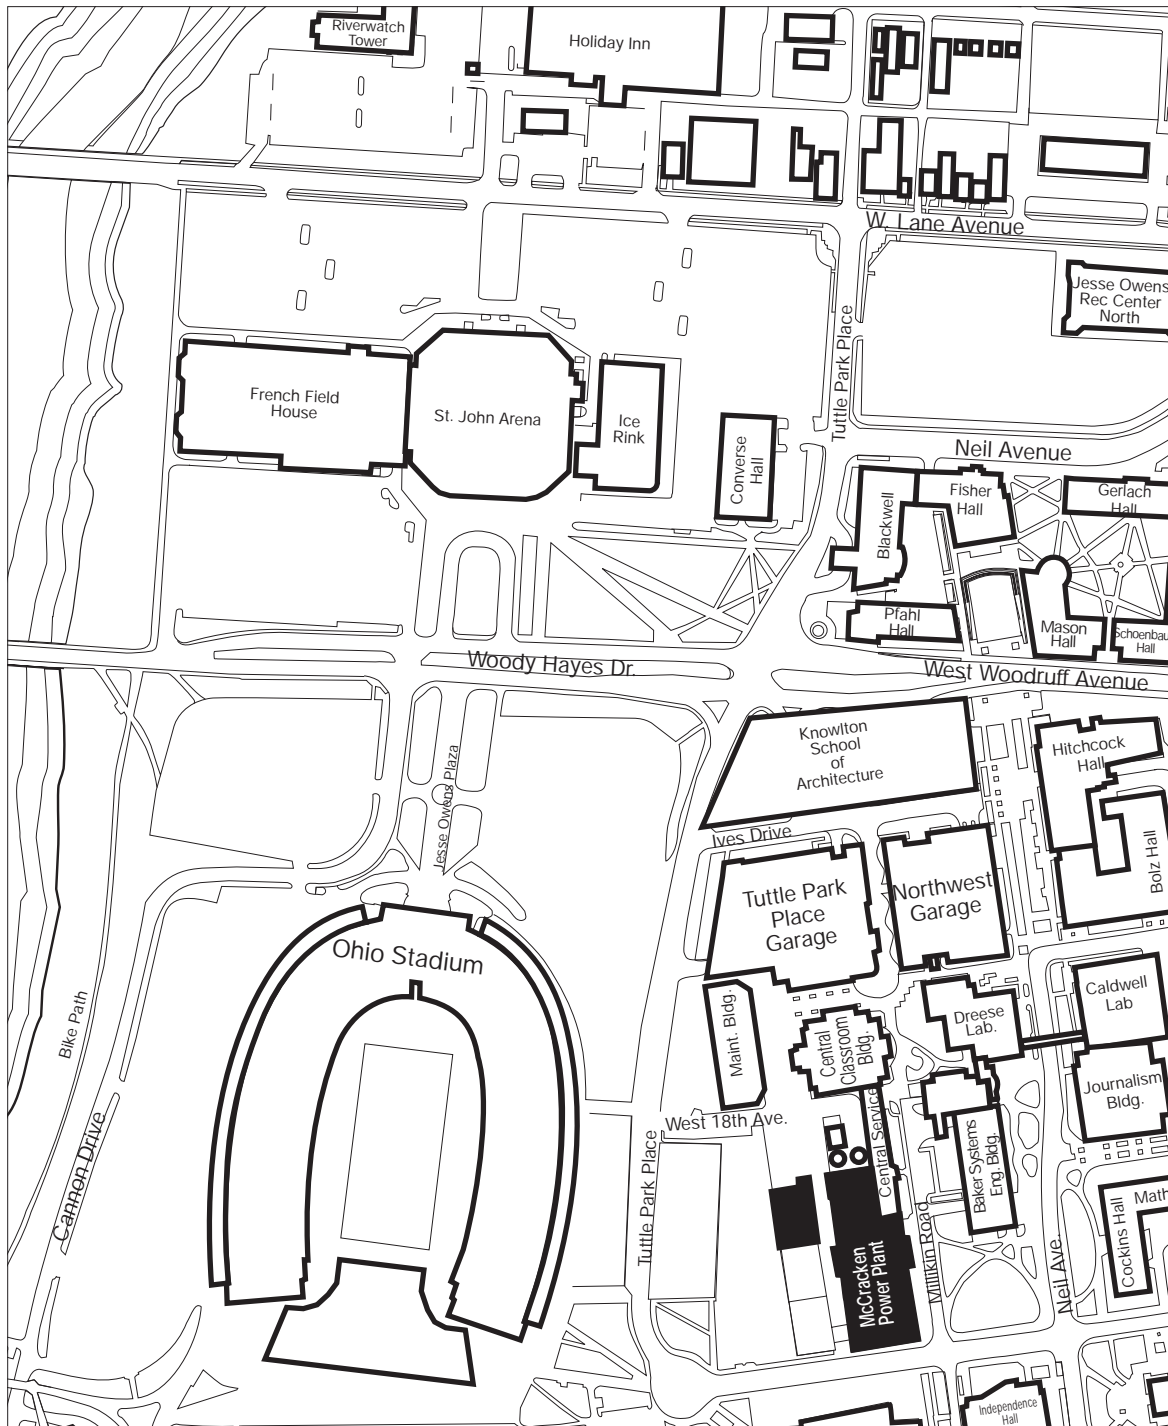 Riverwatch
Tower
Holiday Inn
W. Lane Avenue
Jesse Owens
Rec Center
North
Tuttle Park Place
French Field
House
St. John Arena
Ice
Rink
Converse
Hall
Neil Avenue
Blackwell
Fisher
Hall
Gerlach
Hall
Pfahl
Hall
Mason
Hall
Schoenbau
Hall
Woody Hayes Dr.
West Woodruff Avenue
Knowlton
School
of
Architecture
Hitchcock
Hall
Jesse Owens Plaza
Ives Drive
Bolz Hall
Tuttle Park
Place
Garage
Northwest
Garage
Ohio Stadium
Bike Path
Maint. Bldg.
Central
Classroom
Bldg.
Dreese
Lab.
Caldwell
Lab
Journalism
Bldg.
West 18th Ave.
Central Service
Baker Systems
Eng. Bldg.
Cannon Drive
Tuttle Park Place
McCracken
Power Plant
Millikin Road
Neil Ave.
Cockins Hall
Math
Independence
Hall